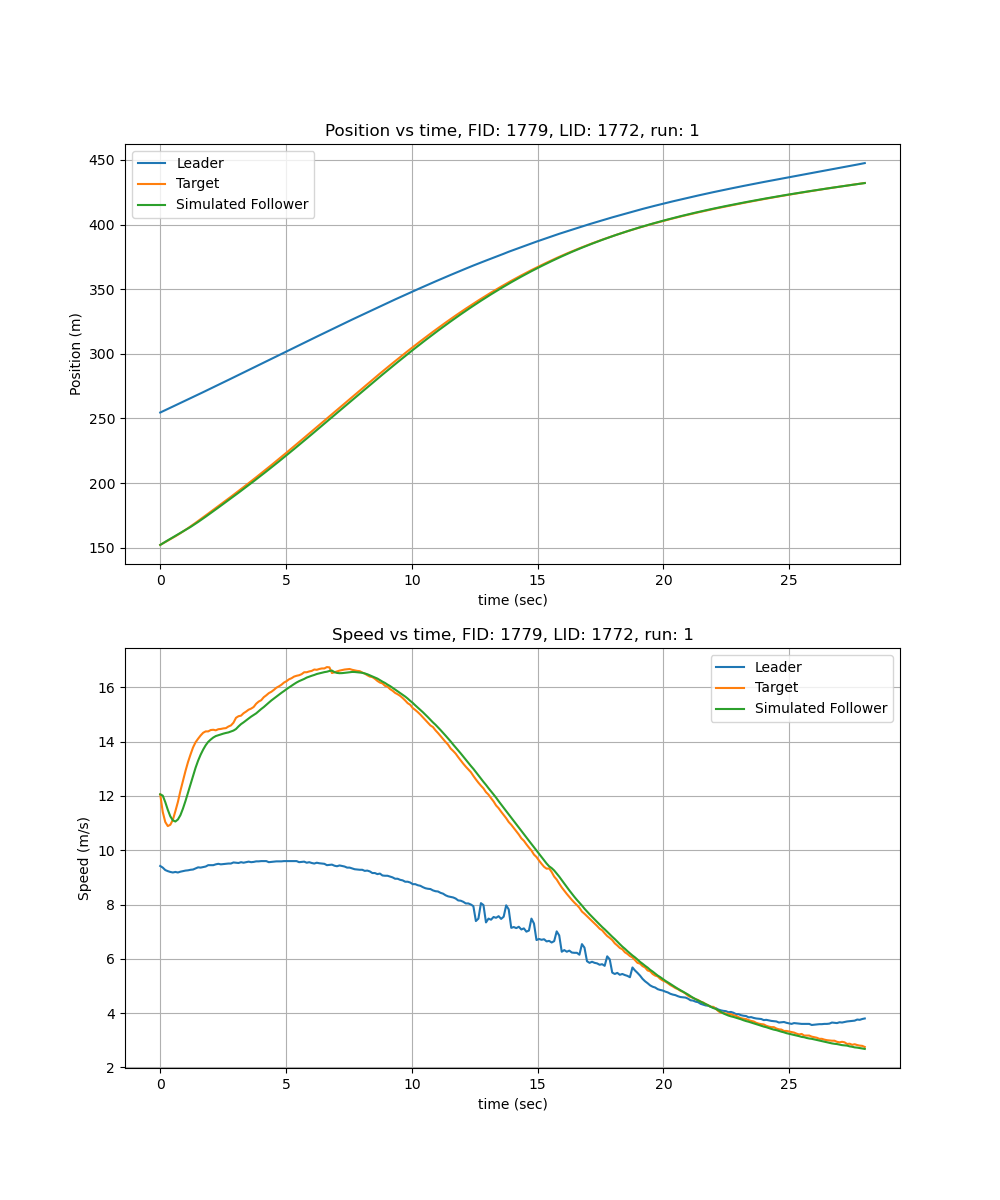 Position vs time, FID: 1779, LID: 1772, run: 1
Leader
Target
Simulated Follower
Position (m)
450
400
350
300
250
200
150
0 5 10 15 20 25
time (sec)
Speed vs time, FID: 1779, LID: 1772, run: 1
Leader
Target
Simulated Follower
Speed (m/s)
16
14
12
10
8
6
4
2
0 5 10 15 20 25
time (sec)